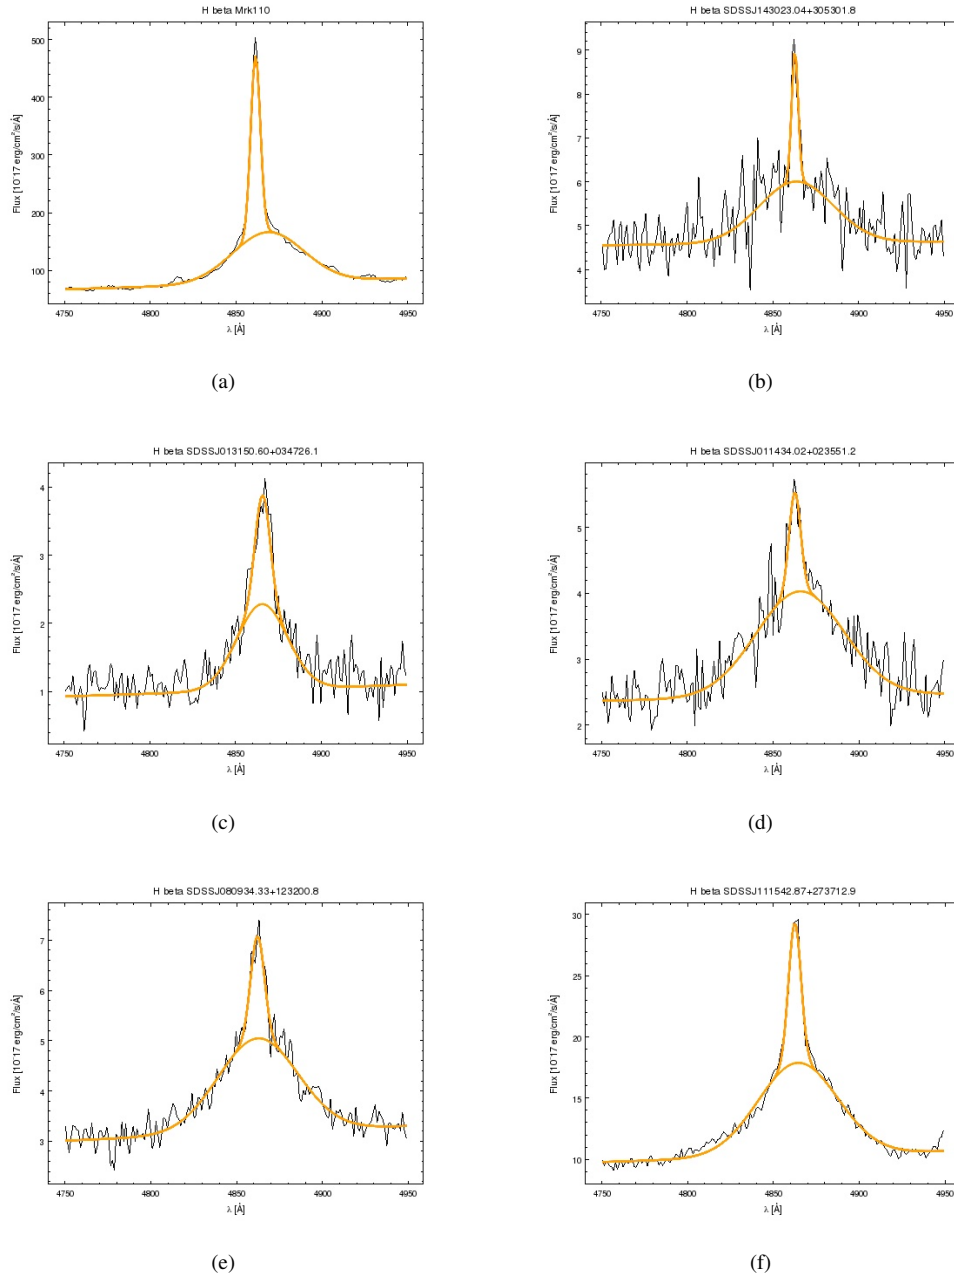 H beta Mrk110
Flux [10⁻17 erg/cm²/s/Å]
500
400
300
200
100
4750 4800 4850 4900 4950
λ [Å]
(a)
H beta SDSSJ143023.04+305301.8
Flux [10⁻17 erg/cm²/s/Å]
9
8
7
6
5
4
4750 4800 4850 4900 4950
λ [Å]
(b)
H beta SDSSJ013150.60+034726.1
Flux [10⁻17 erg/cm²/s/Å]
4
3
2
1
4750 4800 4850 4900 4950
λ [Å]
(c)
H beta SDSSJ011434.02+023551.2
Flux [10⁻17 erg/cm²/s/Å]
5
4
3
2
4750 4800 4850 4900 4950
λ [Å]
(d)
H beta SDSSJ080934.33+123200.8
Flux [10⁻17 erg/cm²/s/Å]
7
6
5
4
3
4750 4800 4850 4900 4950
λ [Å]
(e)
H beta SDSSJ111542.87+273712.9
Flux [10⁻17 erg/cm²/s/Å]
30
25
20
15
10
4750 4800 4850 4900 4950
λ [Å]
(f)